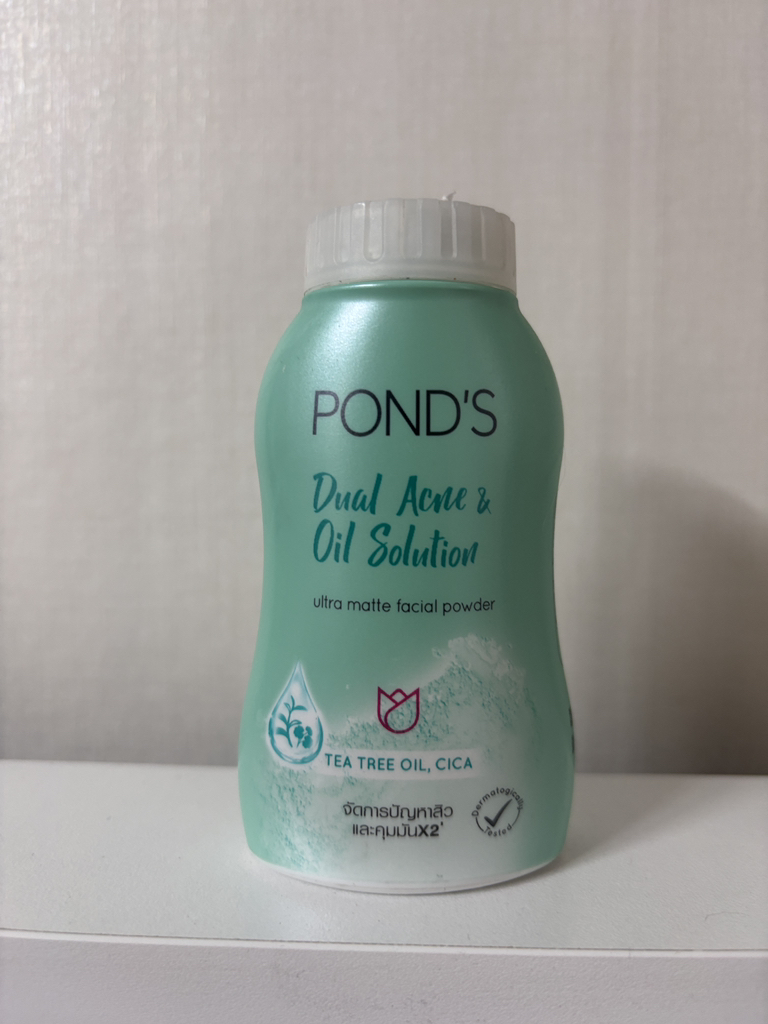 POND'S
Dual Acne &
Oil Solution
ultra matte facial powder
TEA TREE OIL, CICA
จัดการปัญหาสิว
และคุมมันX2'
Dermatologically
Tested